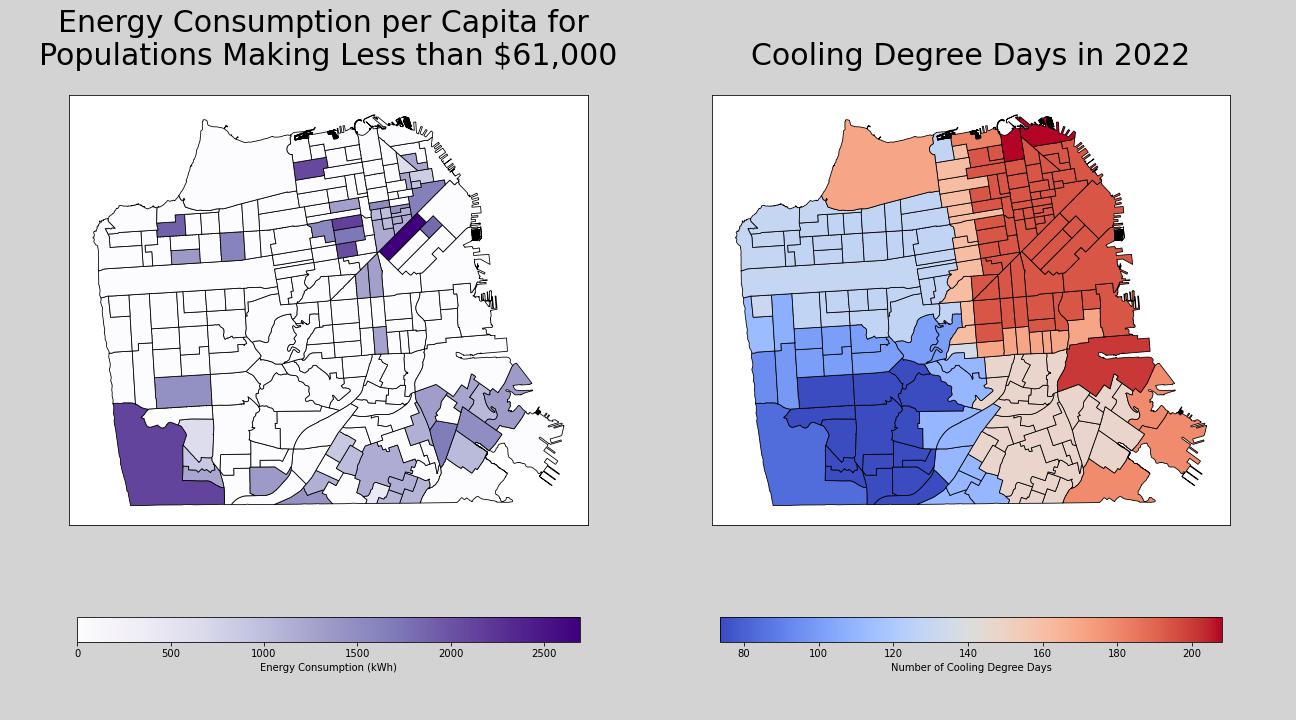 Energy Consumption per Capita for
Populations Making Less than $61,000
Cooling Degree Days in 2022
0 500 1000 1500 2000 2500
Energy Consumption (kWh)
80 100 120 140 160 180 200
Number of Cooling Degree Days